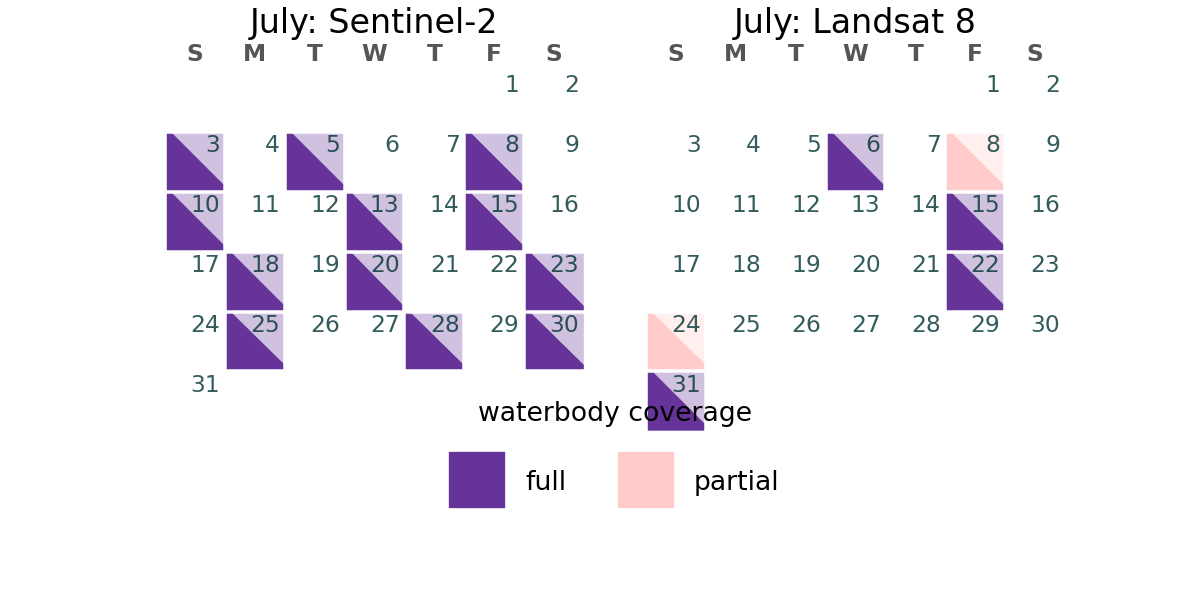 July: Sentinel-2
S M T W T F S
1 2
3 4 5 6 7 8 9
10 11 12 13 14 15 16
17 18 19 20 21 22 23
24 25 26 27 28 29 30
31
July: Landsat 8
S M T W T F S
1 2
3 4 5 6 7 8 9
10 11 12 13 14 15 16
17 18 19 20 21 22 23
24 25 26 27 28 29 30
31
waterbody coverage
full partial